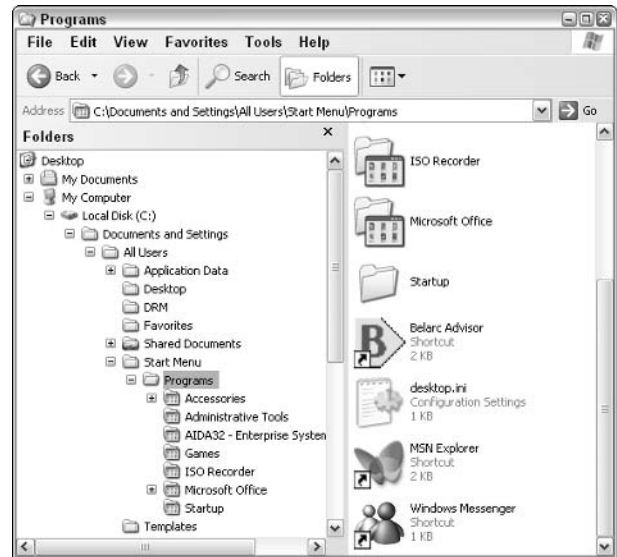 Programs
File Edit View Favorites Tools Help
Back Search Folders
Address C:\Documents and Settings\All Users\Start Menu\Programs Go
Folders x
Desktop
My Documents
My Computer
Local Disk (C:)
Documents and Settings
All Users
Application Data
Desktop
DRM
Favorites
Shared Documents
Start Menu
Programs
Accessories
Administrative Tools
AIDA32 - Enterprise System
Games
ISO Recorder
Microsoft Office
Startup
Templates
ISO Recorder
Microsoft Office
Startup
B
Belarc Advisor
Shortcut
2 KB
desktop.ini
Configuration Settings
1 KB
MSN Explorer
Shortcut
2 KB
Windows Messenger
Shortcut
1 KB